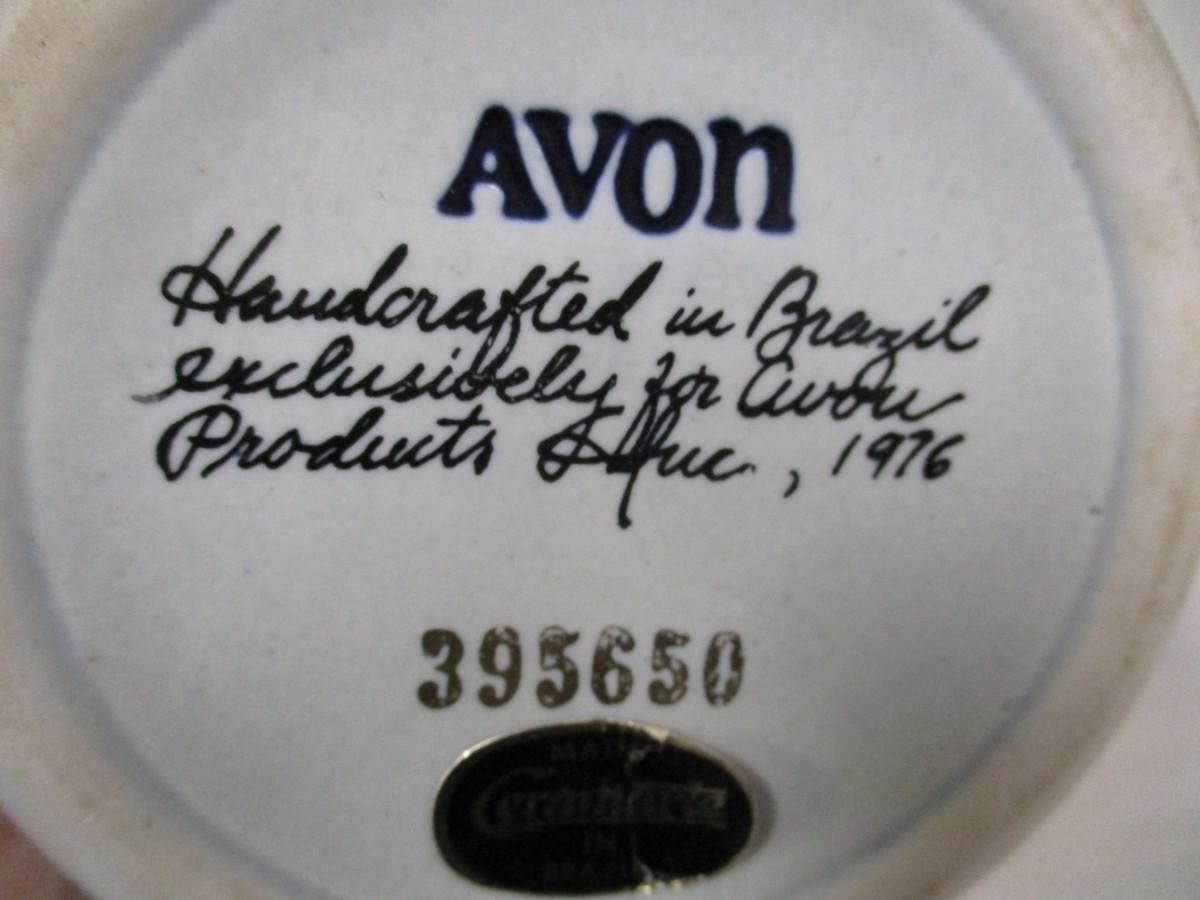 AVON
Handcrafted in Brazil
exclusively for Avon
Products Inc., 1976
395650
MADE
Ceramarte
IN
BRAZIL